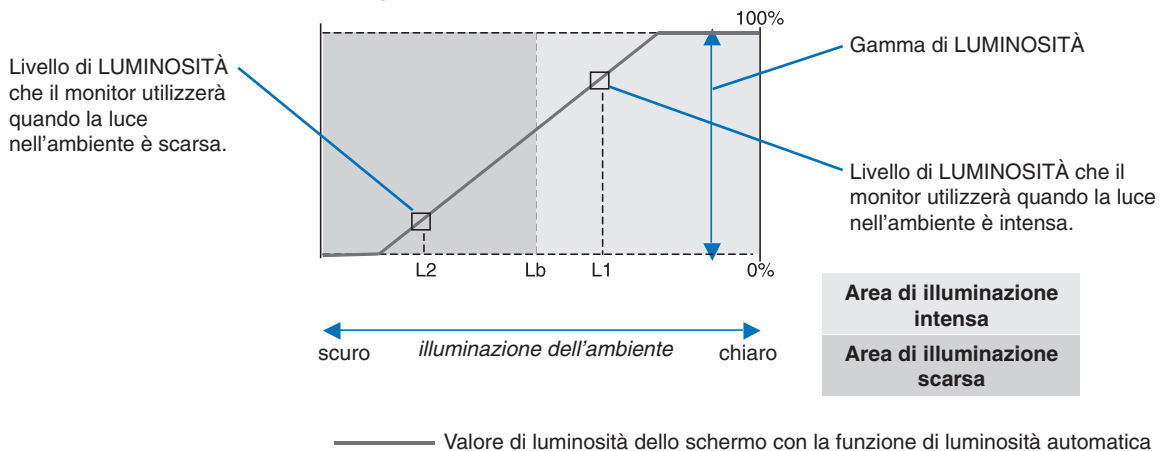 100%
Gamma di LUMINOSITÀ
Livello di LUMINOSITÀ
che il monitor utilizzerà
quando la luce
nell'ambiente è scarsa.
Livello di LUMINOSITÀ che il
monitor utilizzerà quando la luce
nell'ambiente è intensa.
L2 Lb L1 0%
Area di illuminazione
intensa
scuro illuminazione dell'ambiente chiaro
Area di illuminazione
scarsa
Valore di luminosità dello schermo con la funzione di luminosità automatica